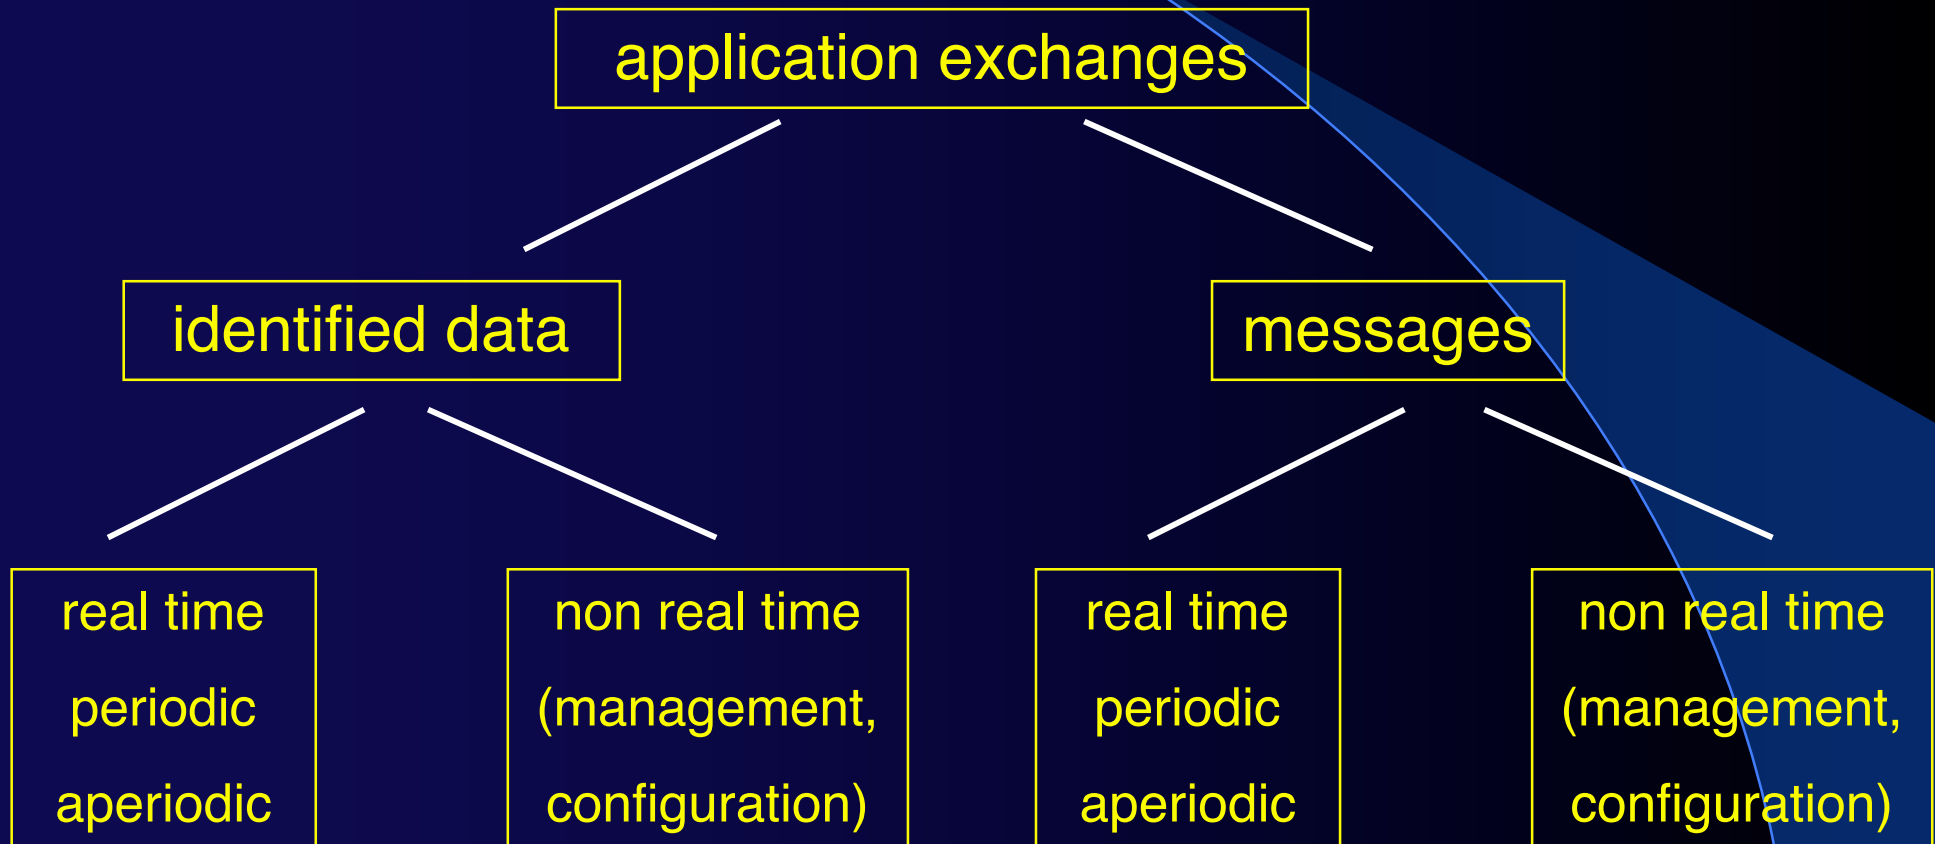 application exchanges
identified data
messages
real time
periodic
aperiodic
non real time
(management,
configuration)
real time
periodic
aperiodic
non real time
(management,
configuration)